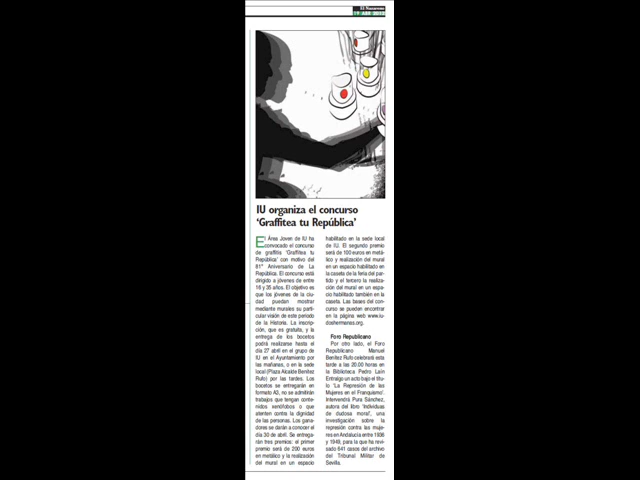 El Nazareno
19 ABR 2012
IU organiza el concurso
‘Graffitea tu República’
El Área Joven de IU ha
convocado el concurso
de graffitis ‘Graffitea tu
República’ con motivo del
81º Aniversario de La
República. El concurso está
dirigido a jóvenes de entre
16 y 35 años. El objetivo es
que los jóvenes de la ciu-
dad puedan mostrar
mediante murales su parti-
cular visión de este periodo
de la Historia. La inscrip-
ción, que es gratuita, y la
entrega de los bocetos
podrá realizarse hasta el
día 27 abril en el grupo de
IU en el Ayuntamiento por
las mañanas, o en la sede
local (Plaza Alcalde Benítez
Rufo) por las tardes. Los
bocetos se entregarán en
formato A3, no se admitirán
trabajos que tengan conte-
nidos xenófobos o que
atenten contra la dignidad
de las personas. Los gana-
dores se darán a conocer el
día 30 de abril. Se entrega-
rán tres premios: el primer
premio será de 200 euros
en metálico y la realización
del mural en un espacio
habilitado en la sede local
de IU. El segundo premio
será de 100 euros en metá-
lico y realización del mural
en un espacio habilitado en
la caseta de la feria del par-
tido y el tercero la realiza-
ción del mural en un espa-
cio habilitado también en la
caseta. Las bases del con-
curso se pueden encontrar
en la página web www.iu-
doshermanas.org.
Foro Republicano
Por otro lado, el Foro
Republicano Manuel
Benítez Rufo celebrará esta
tarde a las 20.00 horas en
la Biblioteca Pedro Laín
Entralgo un acto bajo el títu-
lo ‘La Represión de las
Mujeres en el Franquismo’.
Intervendrá Pura Sánchez,
autora del libro ‘Individuas
de dudosa moral’, una
investigación sobre la
represión contra las muje-
res en Andalucía entre 1936
y 1949, para la que ha revi-
sado 641 casos del archivo
del Tribunal Militar de
Sevilla.